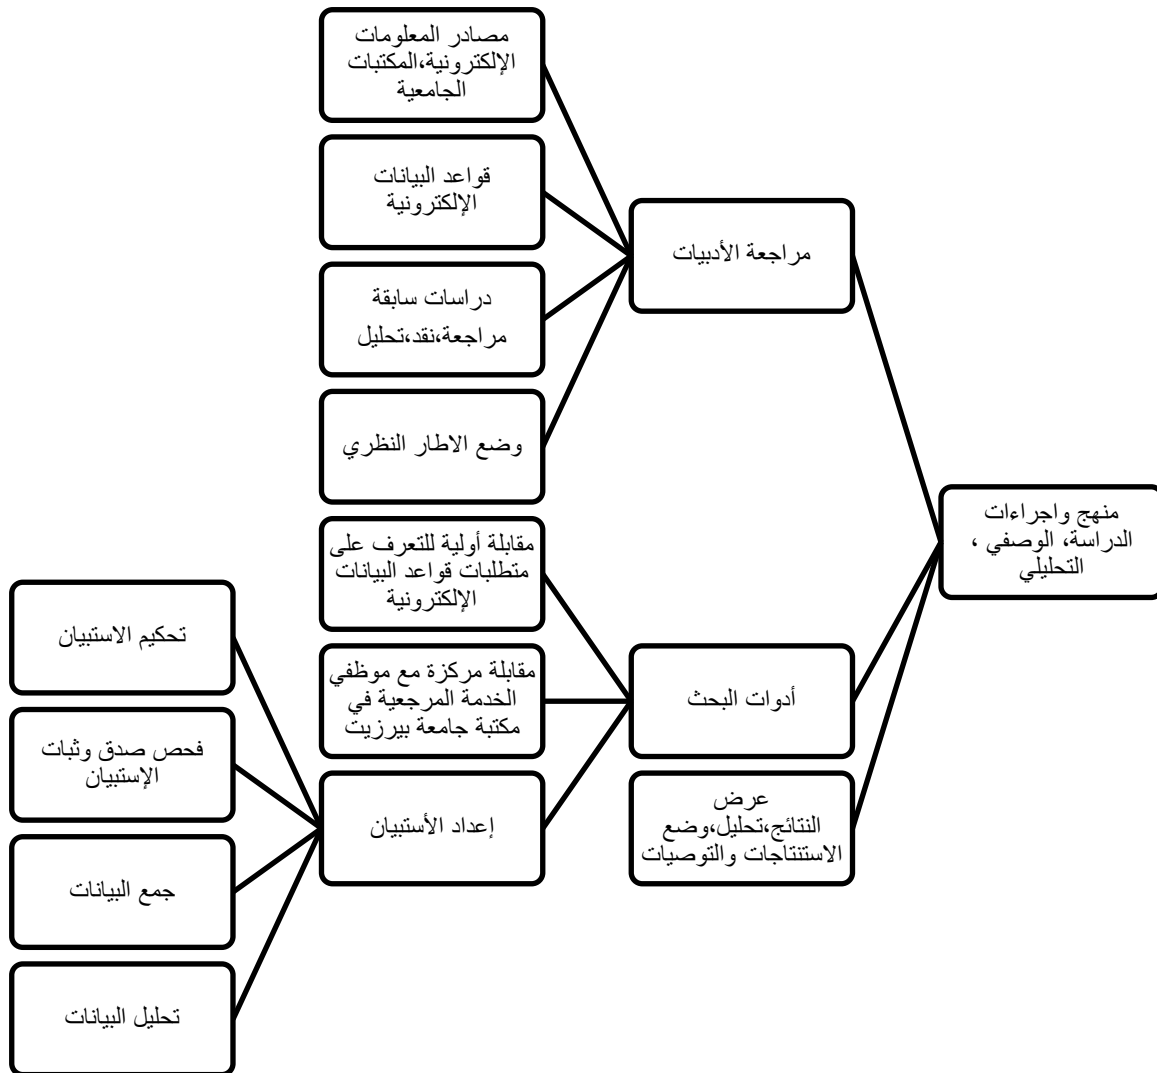 منهج واجراءات
الدراسة، الوصفي ،
التحليلي
مراجعة الأدبيات
مصادر المعلومات
الإلكترونية،المكتبات
الجامعية
قواعد البيانات
الإلكترونية
دراسات سابقة
مراجعة،نقد،تحليل
وضع الاطار النظري
أدوات البحث
مقابلة أولية للتعرف على
متطلبات قواعد البيانات
الإلكترونية
مقابلة مركزة مع موظفي
الخدمة المرجعية في
مكتبة جامعة بيرزيت
إعداد الأستبيان
تحكيم الاستبيان
فحص صدق وثبات
الإستبيان
جمع البيانات
تحليل البيانات
عرض
النتائج،تحليل،وضع
الاستنتاجات والتوصيات